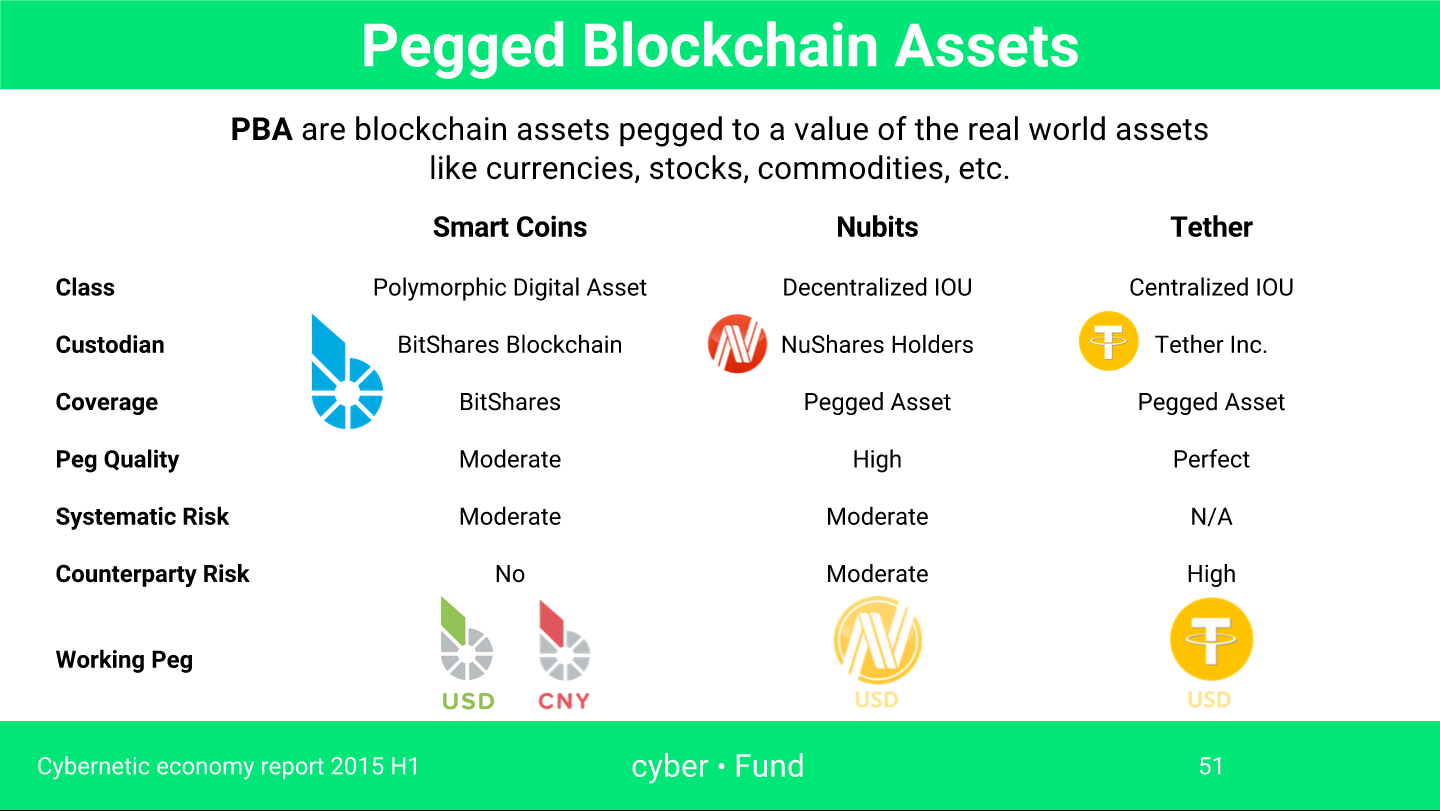 Pegged Blockchain Assets
PBA are blockchain assets pegged to a value of the real world assets
like currencies, stocks, commodities, etc.
Smart Coins Nubits Tether
Class Polymorphic Digital Asset Decentralized IOU Centralized IOU
Custodian BitShares Blockchain NuShares Holders Tether Inc.
Coverage BitShares Pegged Asset Pegged Asset
Peg Quality Moderate High Perfect
Systematic Risk Moderate Moderate N/A
Counterparty Risk No Moderate High
Working Peg
USD CNY USD USD
Cybernetic economy report 2015 H1 cyber • Fund 51